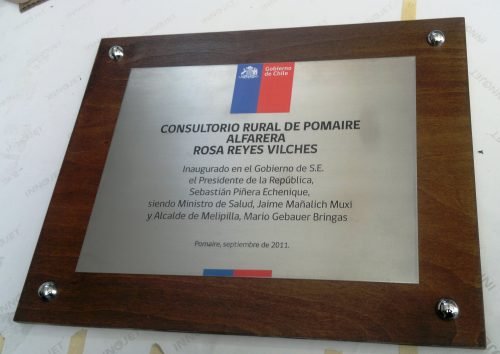 Gobierno
de Chile
CONSULTORIO RURAL DE POMAIRE
ALFARERA
ROSA REYES VILCHES
Inaugurado en el Gobierno de S.E.
el Presidente de la República,
Sebastián Piñera Echenique,
siendo Ministro de Salud, Jaime Mañalich Muxi
y Alcalde de Melipilla, Mario Gebauer Bringas
Pomaire, septiembre de 2011.
INNOJET